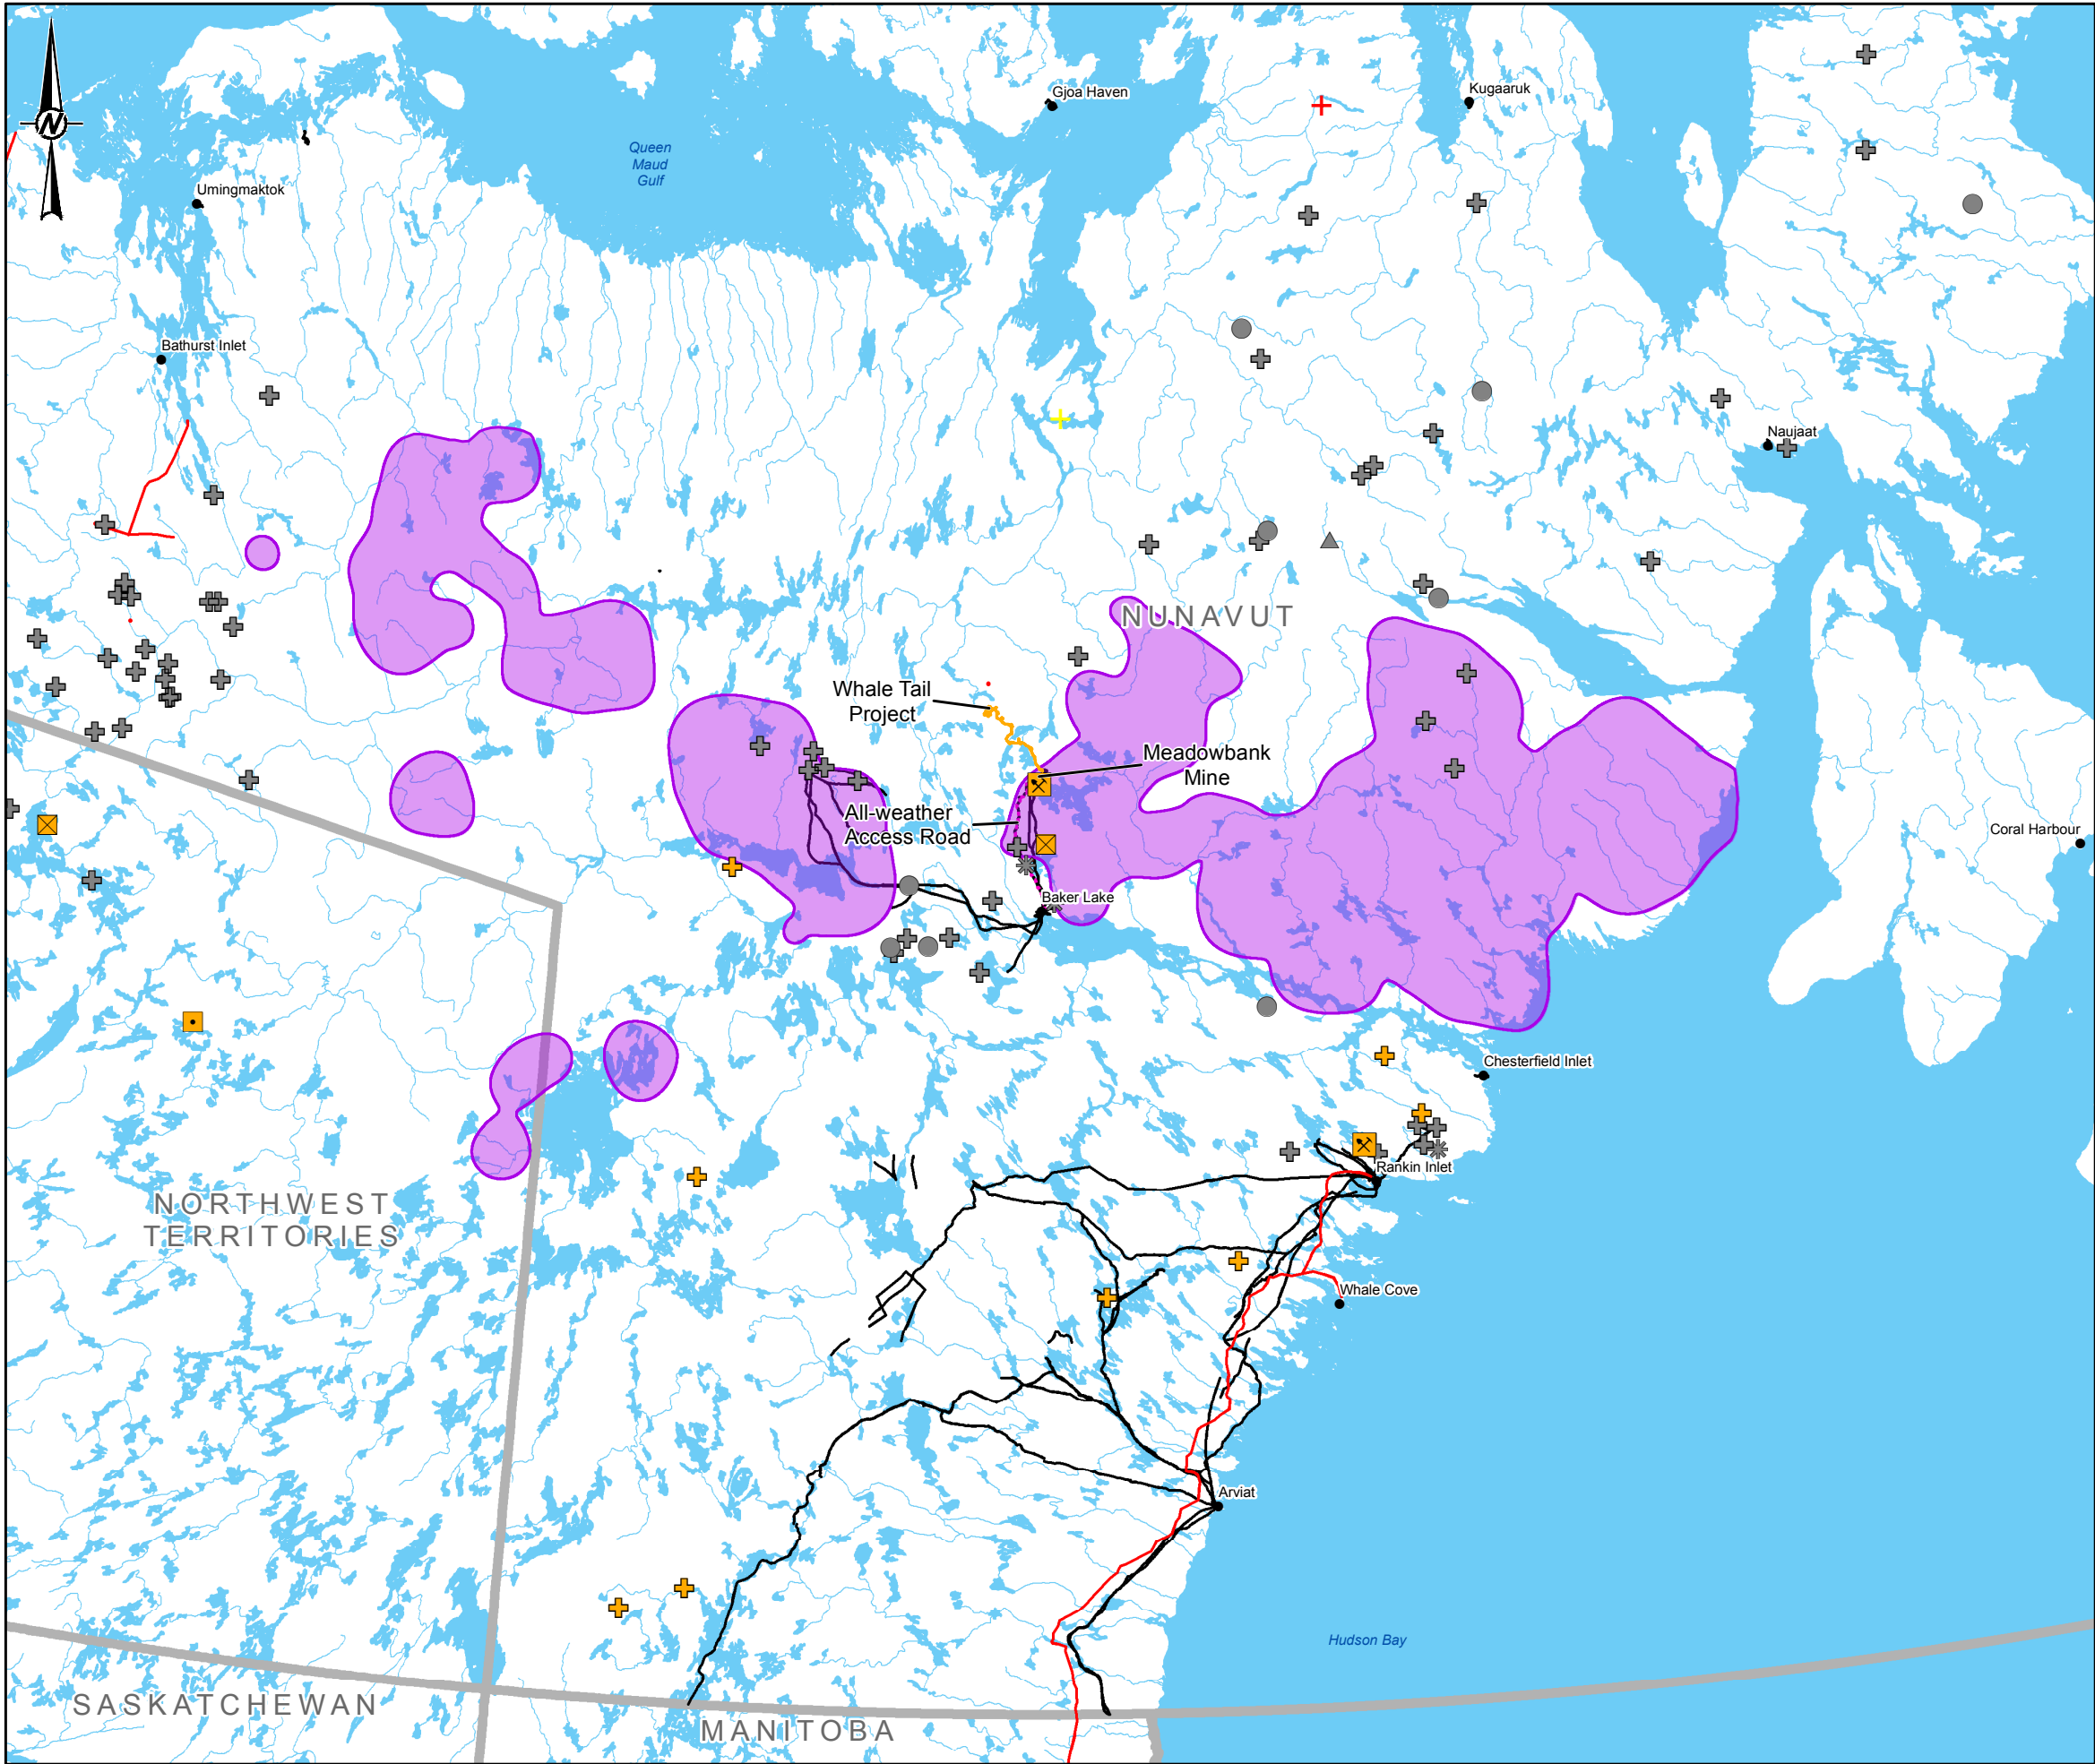 Gjoa Haven
Kugaaruk
N
Queen
Maud
Gulf
Umingmaktok
Bathurst Inlet
Naujaat
NUNAVUT
Whale Tail
Project
Meadowbank
Mine
All-weather
Access Road
Coral Harbour
Baker Lake
Chesterfield Inlet
Rankin Inlet
NORTHWEST
TERRITORIES
Whale Cove
Arviat
Hudson Bay
SASKATCHEWAN
MANITOBA